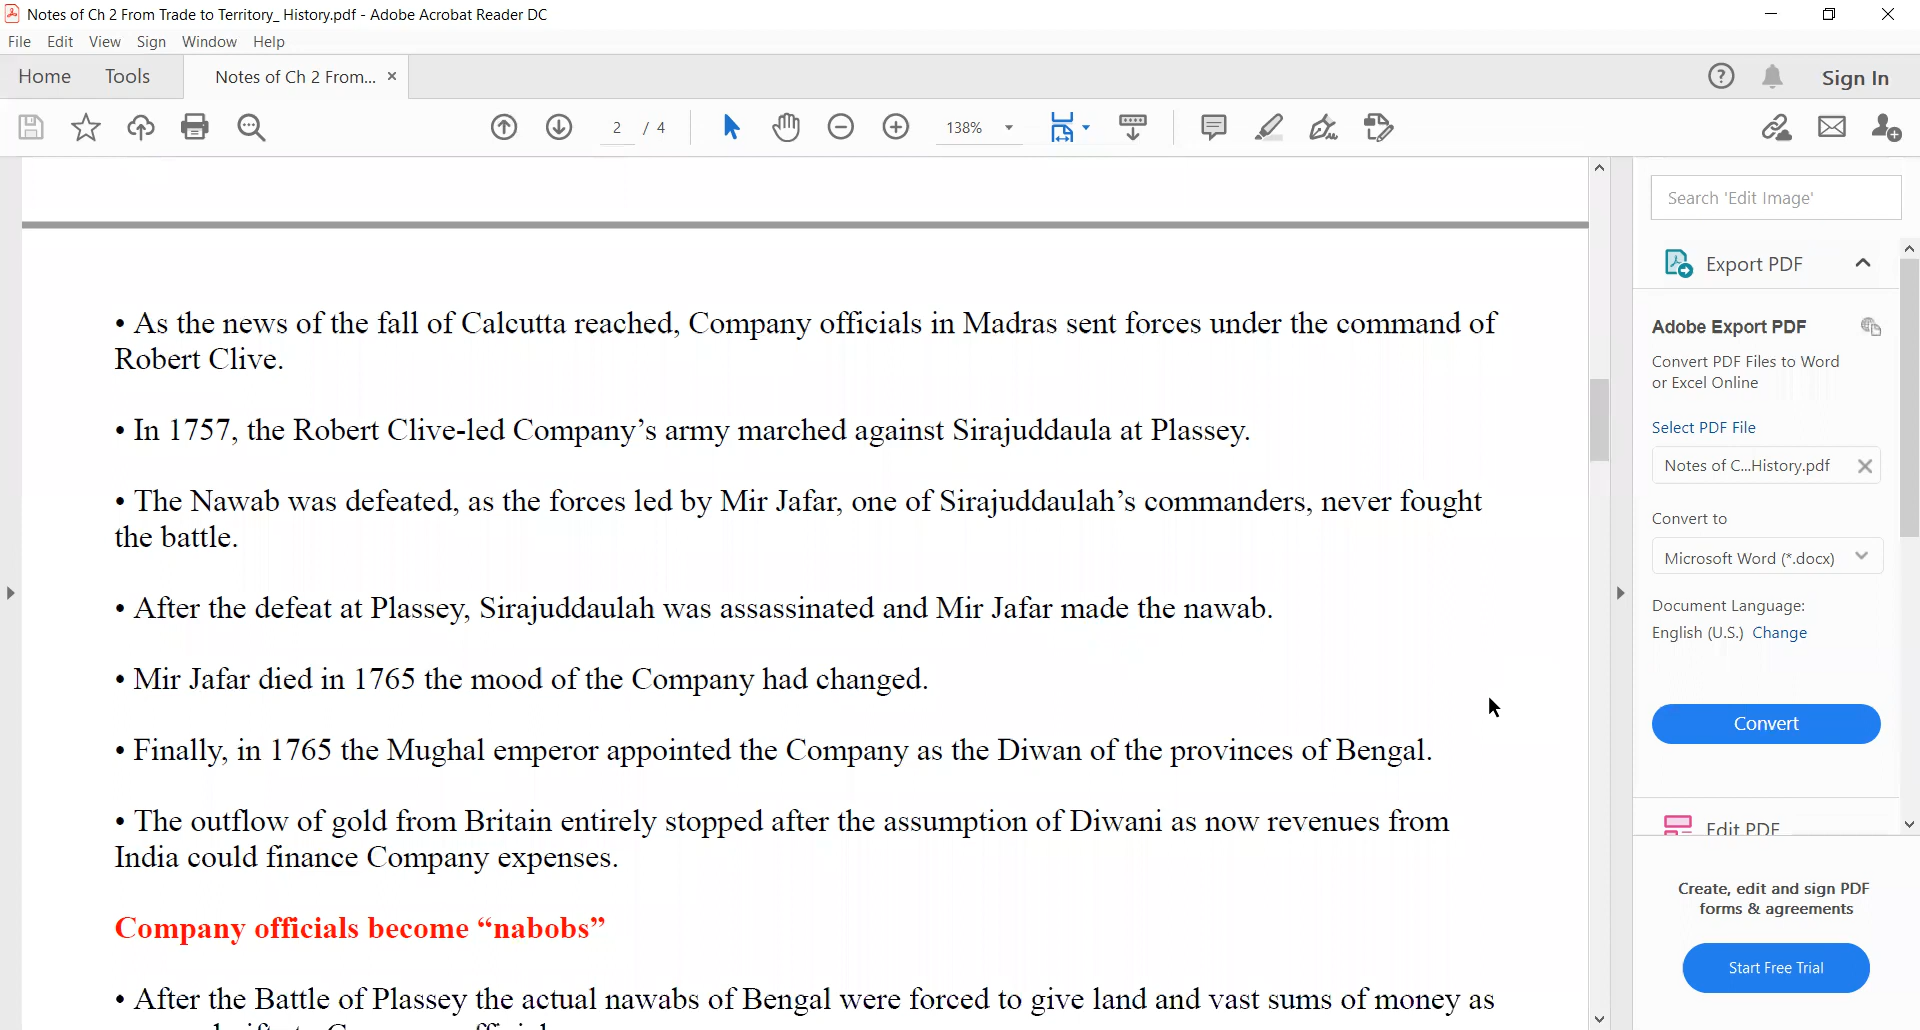 Notes of Ch 2 From Trade to Territory_ History.pdf - Adobe Acrobat Reader DC
File Edit View Sign Window Help
Home Tools Notes of Ch 2 From... × Sign In
2 / 4 138%
Search 'Edit Image'
Export PDF
Adobe Export PDF
Convert PDF Files to Word
or Excel Online
Select PDF File
Notes of C...History.pdf
Convert to
Microsoft Word (*.docx)
Document Language:
English (U.S.) Change
Convert
Edit PDF
Create, edit and sign PDF
forms & agreements
Start Free Trial
• As the news of the fall of Calcutta reached, Company officials in Madras sent forces under the command of
Robert Clive.
• In 1757, the Robert Clive-led Company’s army marched against Sirajuddaula at Plassey.
• The Nawab was defeated, as the forces led by Mir Jafar, one of Sirajuddaulah’s commanders, never fought
the battle.
• After the defeat at Plassey, Sirajuddaulah was assassinated and Mir Jafar made the nawab.
• Mir Jafar died in 1765 the mood of the Company had changed.
• Finally, in 1765 the Mughal emperor appointed the Company as the Diwan of the provinces of Bengal.
• The outflow of gold from Britain entirely stopped after the assumption of Diwani as now revenues from
India could finance Company expenses.
Company officials become “nabobs”
• After the Battle of Plassey the actual nawabs of Bengal were forced to give land and vast sums of money as